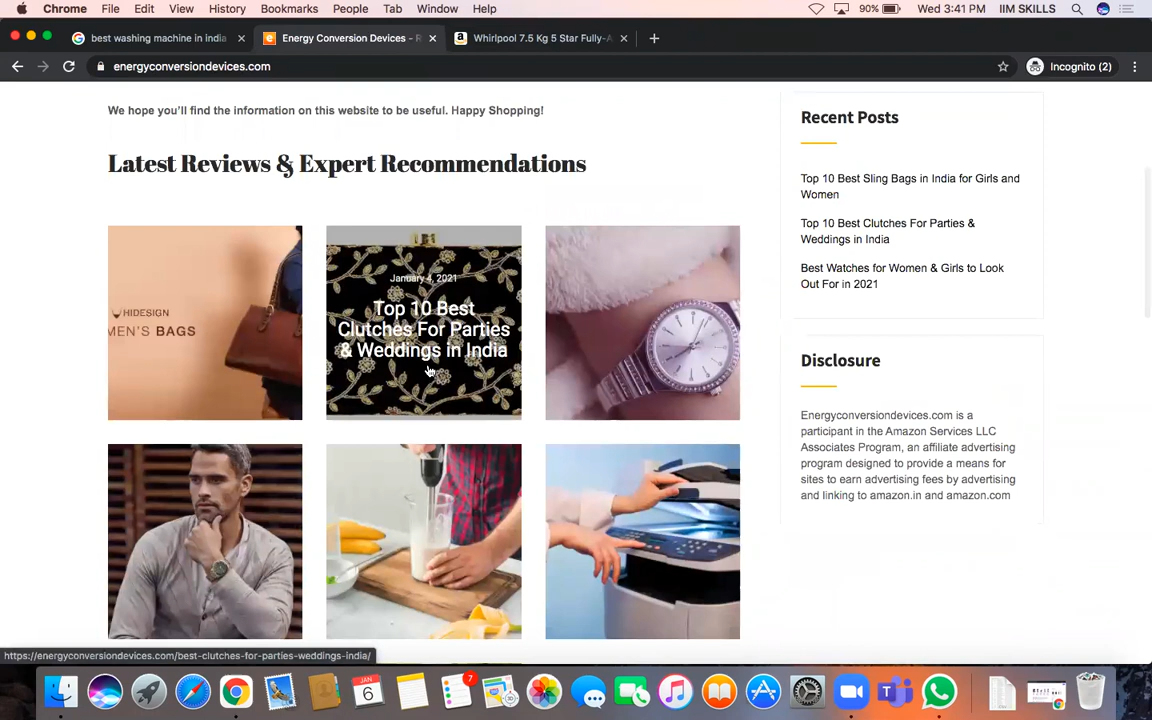 Chrome File Edit View History Bookmarks People Tab Window Help 90% Wed 3:41 PM IIM SKILLS
best washing machine in india
Energy Conversion Devices - R
Whirlpool 7.5 Kg 5 Star Fully-A
energyconversiondevices.com
Incognito (2)
We hope you'll find the information on this website to be useful. Happy Shopping!
Latest Reviews & Expert Recommendations
HIDESIGN
MEN'S BAGS
January 4, 2021
Top 10 Best
Clutches For Parties
& Weddings in India
Recent Posts
Top 10 Best Sling Bags in India for Girls and
Women
Top 10 Best Clutches For Parties &
Weddings in India
Best Watches for Women & Girls to Look
Out For in 2021
Disclosure
Energyconversiondevices.com is a
participant in the Amazon Services LLC
Associates Program, an affiliate advertising
program designed to provide a means for
sites to earn advertising fees by advertising
and linking to amazon.in and amazon.com
https://energyconversiondevices.com/best-clutches-for-parties-weddings-india/
JAN
6
7